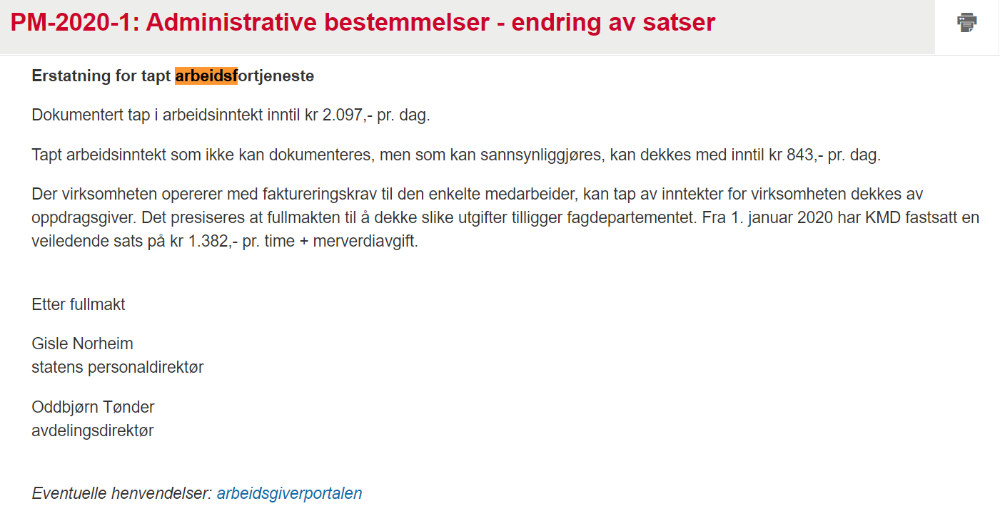 PM-2020-1: Administrative bestemmelser - endring av satser
Erstatning for tapt arbeidsfortjeneste
Dokumentert tap i arbeidsinntekt inntil kr 2.097,- pr. dag.
Tapt arbeidsinntekt som ikke kan dokumenteres, men som kan sannsynliggjøres, kan dekkes med inntil kr 843,- pr. dag.
Der virksomheten opererer med faktureringskrav til den enkelte medarbeider, kan tap av inntekter for virksomheten dekkes av
oppdragsgiver. Det presiseres at fullmakten til å dekke slike utgifter tilligger fagdepartementet. Fra 1. januar 2020 har KMD fastsatt en
veiledende sats på kr 1.382,- pr. time + merverdiavgift.
Etter fullmakt
Gisle Norheim
statens personaldirektør
Oddbjørn Tønder
avdelingsdirektør
Eventuelle henvendelser: arbeidsgiverportalen